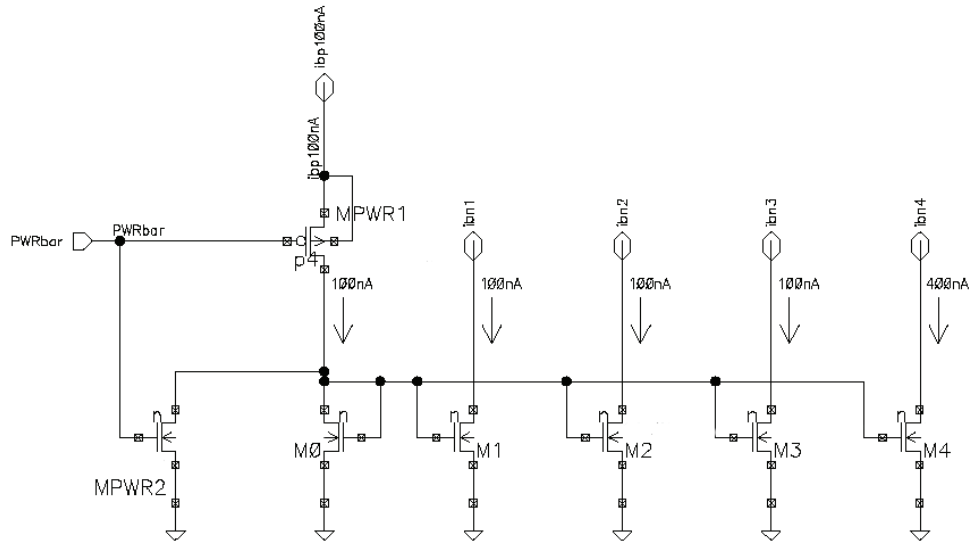 ibp100nA
ibp100nA
MPWR1
PWRbar
PWRbar
p4
ibn1
ibn2
ibn3
ibn4
100nA
100nA
100nA
100nA
400nA
n
n
n
n
n
n
M0
M1
M2
M3
M4
MPWR2